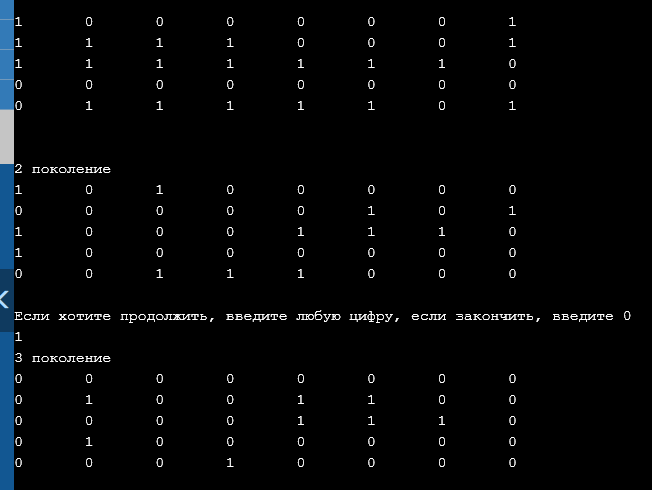 1 0 0 0 0 0 0 1
1 1 1 1 0 0 0 1
1 1 1 1 1 1 1 0
0 0 0 0 0 0 0 0
0 1 1 1 1 1 0 1
2 поколение
1 0 1 0 0 0 0 0
0 0 0 0 0 1 0 1
1 0 0 0 1 1 1 0
1 0 0 0 0 0 0 0
0 0 1 1 1 0 0 0
Если хотите продолжить, введите любую цифру, если закончить, введите 0
1
3 поколение
0 0 0 0 0 0 0 0
0 1 0 0 1 1 0 0
0 0 0 0 1 1 1 0
0 1 0 0 0 0 0 0
0 0 0 1 0 0 0 0